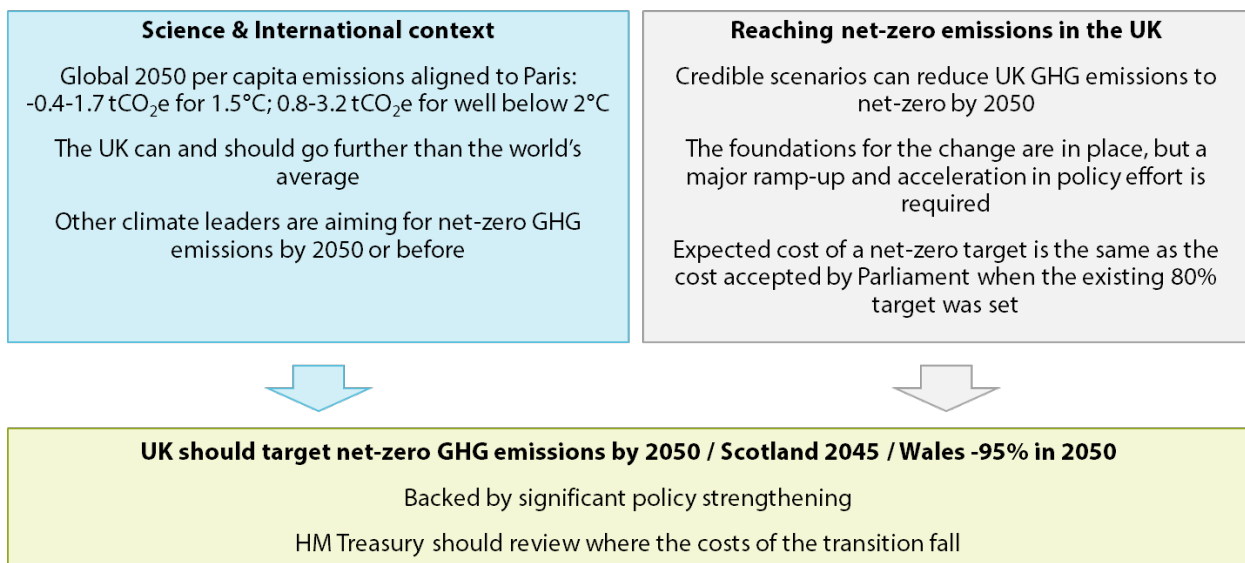 Science & International context
Global 2050 per capita emissions aligned to Paris:
-0.4-1.7 tCO₂e for 1.5°C; 0.8-3.2 tCO₂e for well below 2°C
The UK can and should go further than the world's
average
Other climate leaders are aiming for net-zero GHG
emissions by 2050 or before
Reaching net-zero emissions in the UK
Credible scenarios can reduce UK GHG emissions to
net-zero by 2050
The foundations for the change are in place, but a
major ramp-up and acceleration in policy effort is
required
Expected cost of a net-zero target is the same as the
cost accepted by Parliament when the existing 80%
target was set
UK should target net-zero GHG emissions by 2050 / Scotland 2045 / Wales -95% in 2050
Backed by significant policy strengthening
HM Treasury should review where the costs of the transition fall